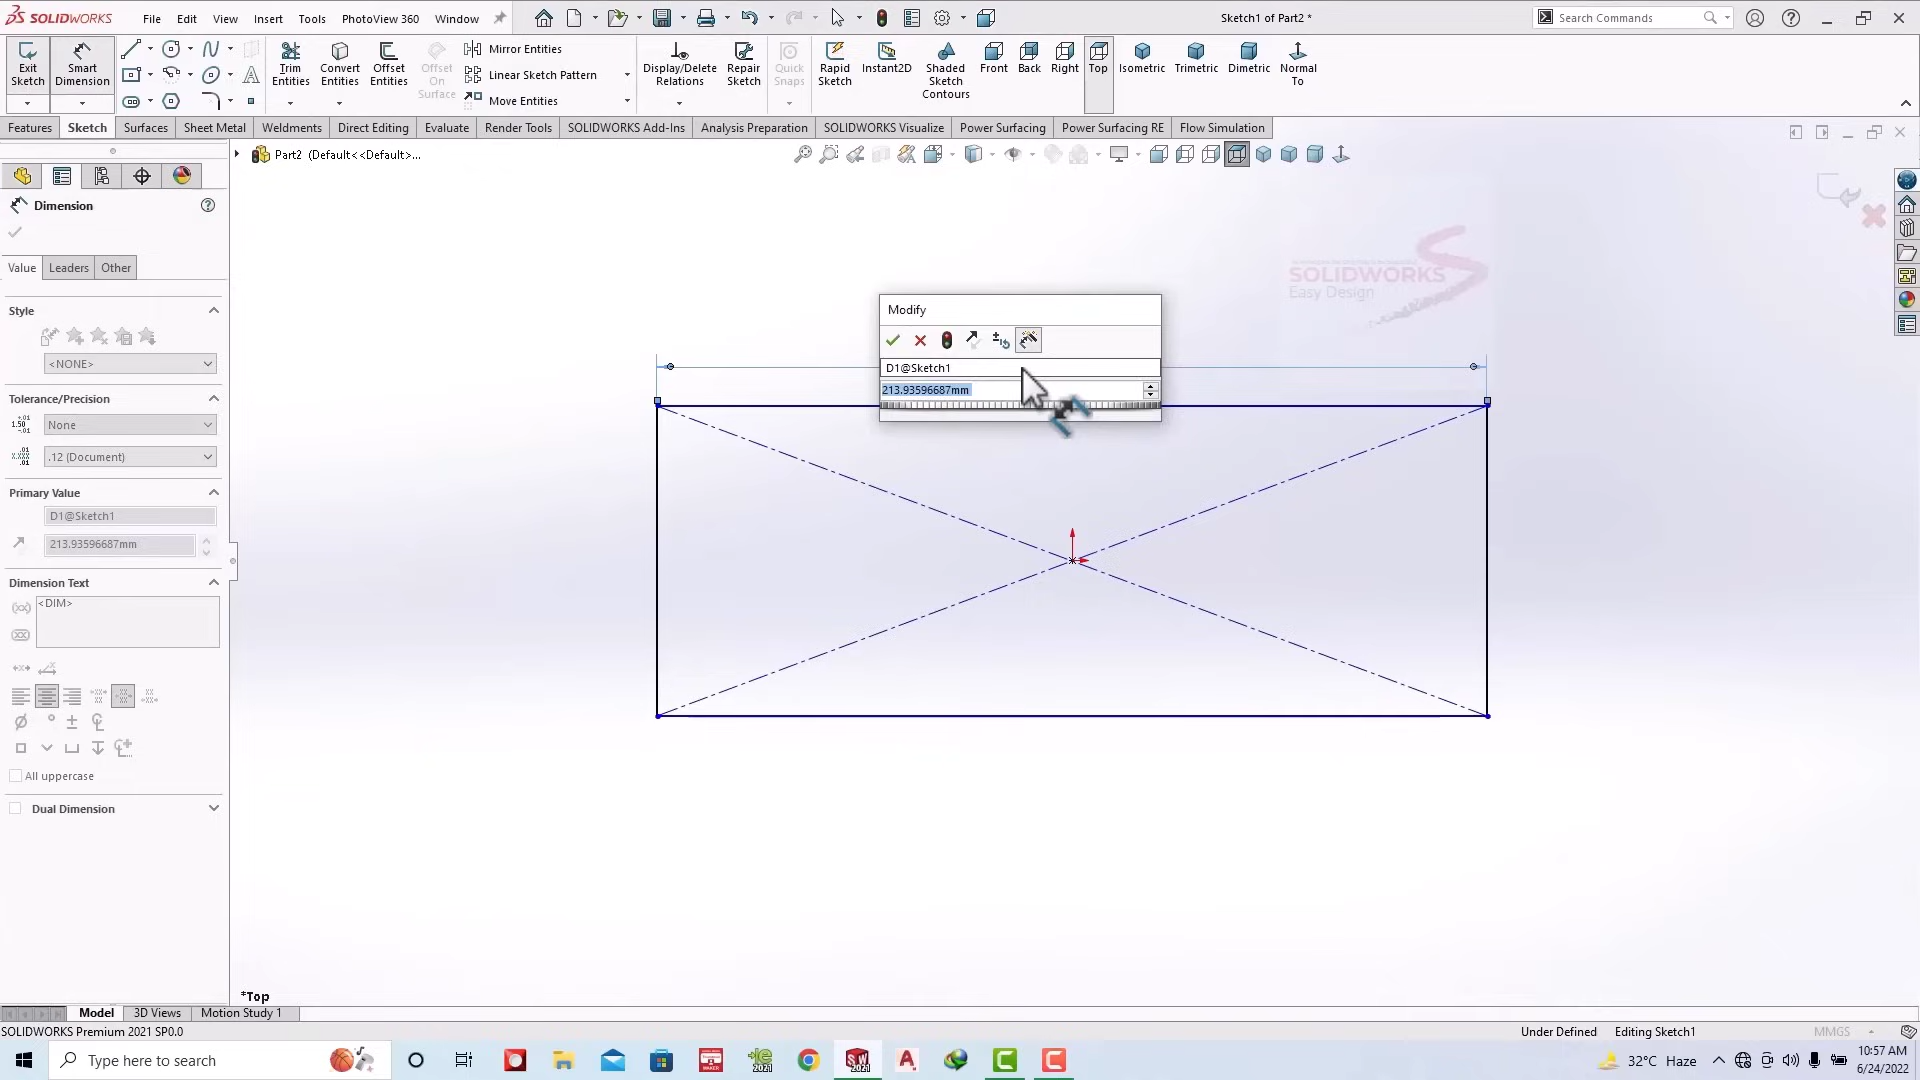 SOLIDWORKS
File
Edit
View
Insert
Tools
PhotoView 360
Window
Sketch1 of Part2 *
Search Commands
Exit Sketch
Smart Dimension
Trim Entities
Convert Entities
Offset Entities
Offset On Surface
Mirror Entities
Linear Sketch Pattern
Move Entities
Display/Delete Relations
Repair Sketch
Quick Snaps
Rapid Sketch
Instant2D
Shaded Sketch Contours
Front
Back
Right
Top
Isometric
Trimetric
Dimetric
Normal To
Features
Sketch
Surfaces
Sheet Metal
Weldments
Direct Editing
Evaluate
Render Tools
SOLIDWORKS Add-Ins
Analysis Preparation
SOLIDWORKS Visualize
Power Surfacing
Power Surfacing RE
Flow Simulation
Part2 (Default<<Default>...
Dimension
Value
Leaders
Other
Style
<NONE>
Tolerance/Precision
None
.12 (Document)
Primary Value
D1@Sketch1
213.93596687mm
Dimension Text
<DIM>
All uppercase
Dual Dimension
Modify
D1@Sketch1
213.93596687mm
SOLIDWORKS
Easy Design
*Top
Model
3D Views
Motion Study 1
SOLIDWORKS Premium 2021 SP0.0
Under Defined
Editing Sketch1
MMGS
Type here to search
32°C Haze
10:57 AM
6/24/2022